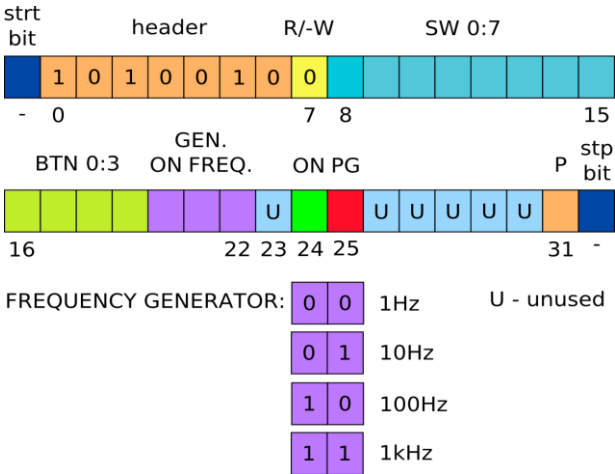 strt bit header R/-W SW 0:7
1 0 1 0 0 1 0 0
- 0 7 8 15
BTN 0:3 GEN. ON FREQ. ON PG P stp bit
U U U U U U
16 22 23 24 25 31 -
FREQUENCY GENERATOR: 0 0 1Hz U - unused
0 1 10Hz
1 0 100Hz
1 1 1kHz